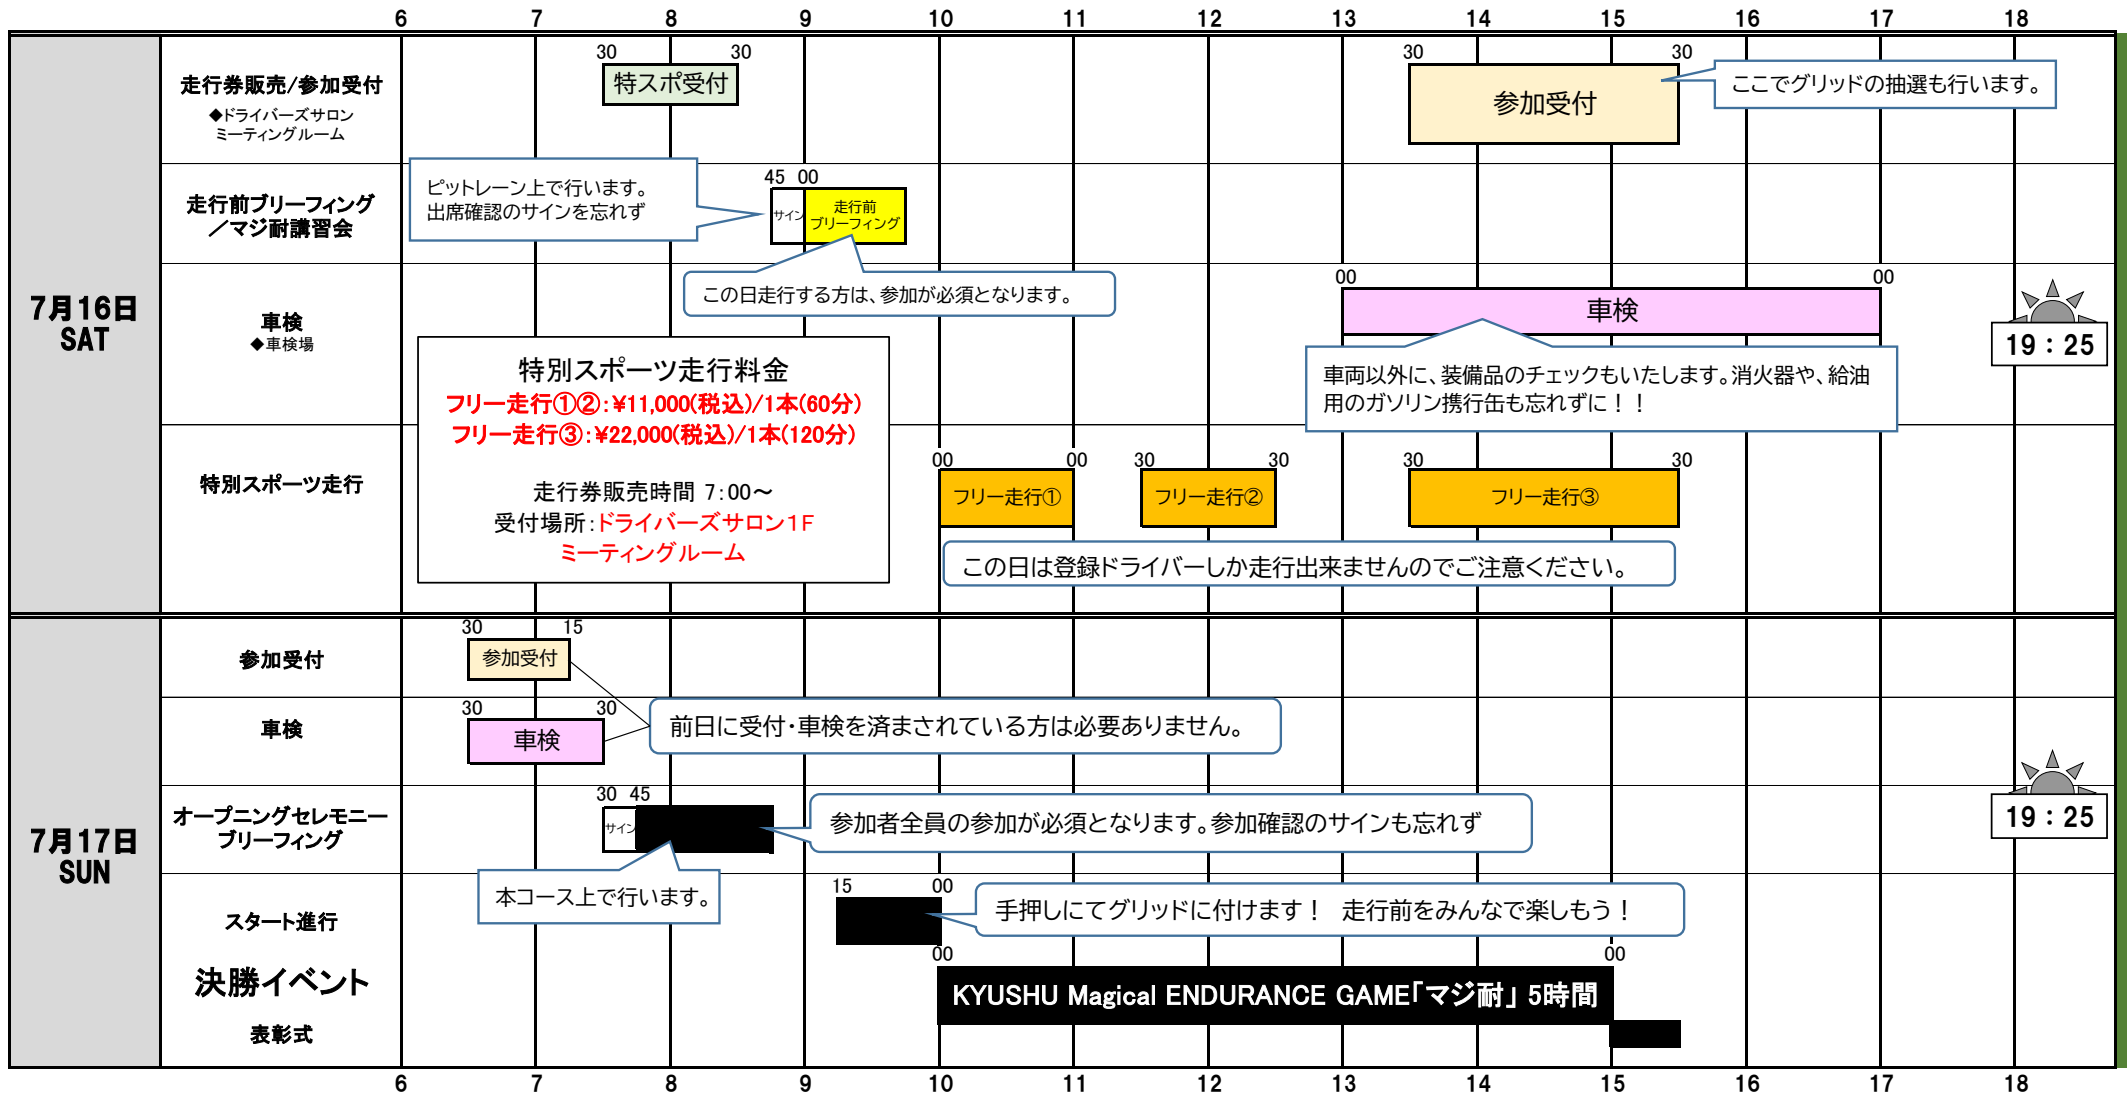 6 7 8 9 10 11 12 13 14 15 16 17 18
7月16日
SAT
走行券販売/参加受付
◆ドライバーズサロン
ミーティングルーム
30 30
特スポ受付
30 30
参加受付
ここでグリッドの抽選も行います。
走行前ブリーフィング
／マジ耐講習会
ピットレーン上で行います。
出席確認のサインを忘れず
45 00
サイン
走行前
ブリーフィング
この日走行する方は、参加が必須となります。
車検
◆車検場
00 00
車検
車両以外に、装備品のチェックもいたします。消火器や、給油
用のガソリン携行缶も忘れずに！！
19：25
特別スポーツ走行料金
フリー走行①②：¥11,000(税込)/1本(60分)
フリー走行③：¥22,000(税込)/1本(120分)
走行券販売時間 7：00～
受付場所：ドライバーズサロン１F
ミーティングルーム
特別スポーツ走行
00 00 30 30 30 30
フリー走行① フリー走行② フリー走行③
この日は登録ドライバーしか走行出来ませんのでご注意ください。
7月17日
SUN
参加受付
30 15
参加受付
車検
30 30
車検
前日に受付・車検を済まされている方は必要ありません。
オープニングセレモニー
ブリーフィング
30 45
サイン
参加者全員の参加が必須となります。参加確認のサインも忘れず
本コース上で行います。
19：25
スタート進行
15 00
手押しにてグリッドに付けます！ 走行前をみんなで楽しもう！
決勝イベント
00 00
KYUSHU Magical ENDURANCE GAME「マジ耐」 5時間
表彰式
6 7 8 9 10 11 12 13 14 15 16 17 18